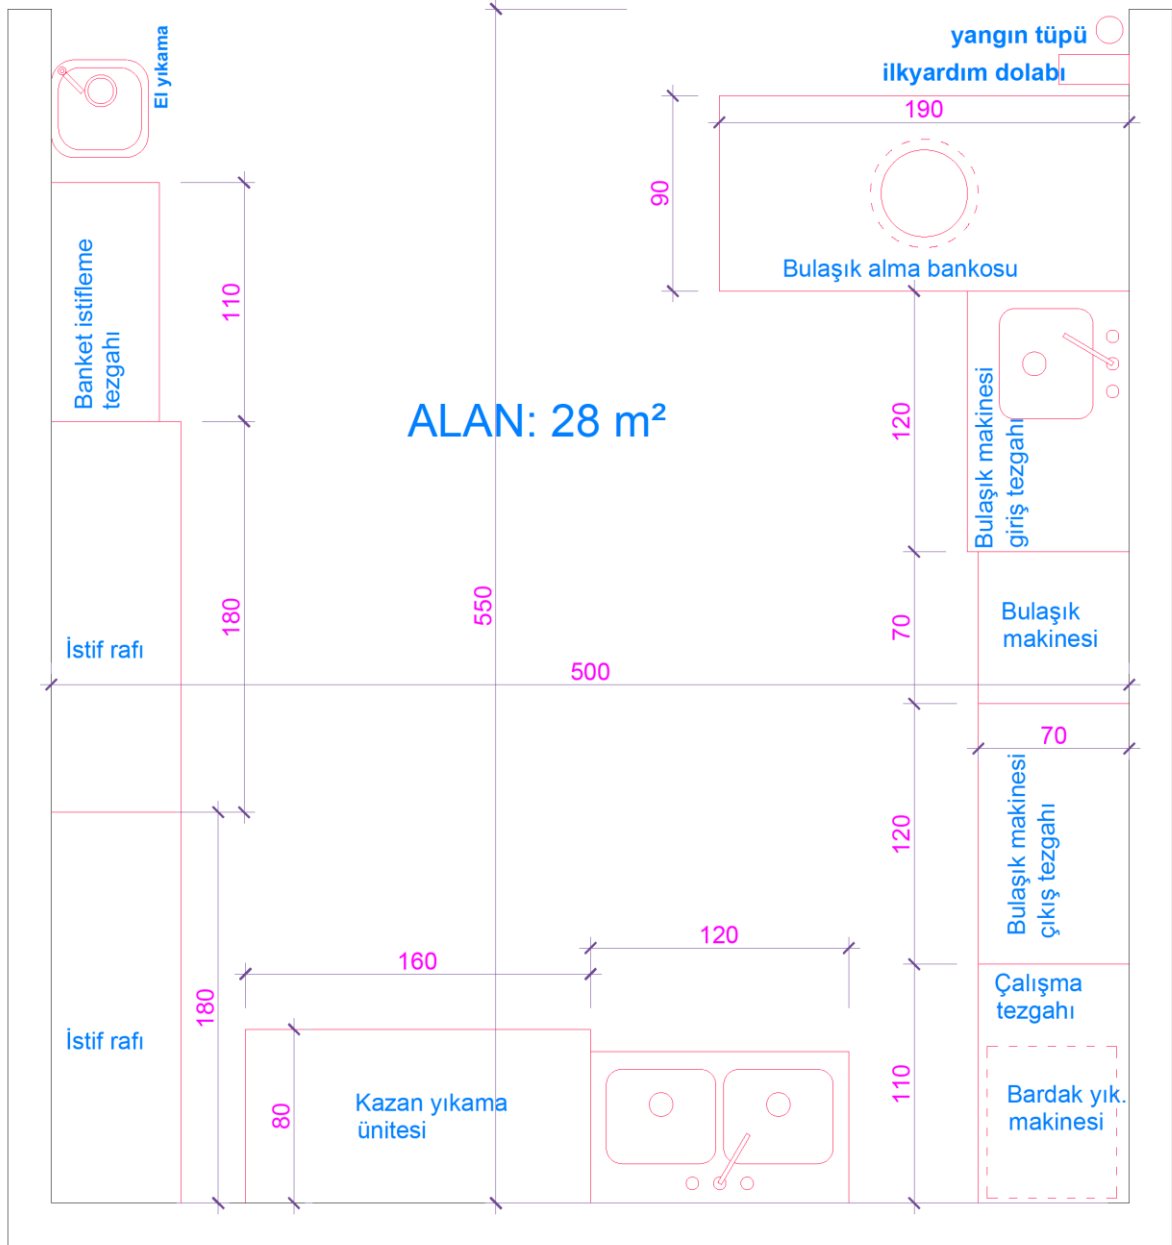 El yıkama
yangın tüpü
ilkyardım dolabı
190
90
Bulaşık alma bankosu
Banket istifleme
tezgahı
110
ALAN: 28 m²
120
Bulaşık makinesi
giriş tezgahı
550
180
70
Bulaşık
makinesi
İstif rafı
500
70
120
Bulaşık makinesi
çıkış tezgahı
120
160
180
İstif rafı
80
Kazan yıkama
ünitesi
110
Çalışma
tezgahı
Bardak yık.
makinesi